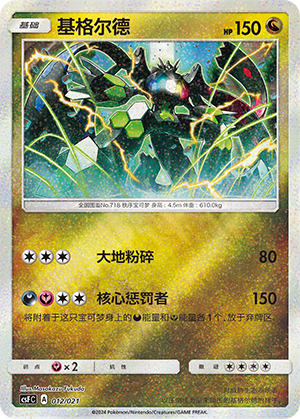 基础
基格尔德
HP 150
全国图鉴No.718 秩序宝可梦 身高：4.5m 体重：610.0kg
大地粉碎 80
核心惩罚者 150
将附着于这只宝可梦身上的能量和能量各1个，放于弃牌区。
弱点 ×2 抗性
Illus.Masakazu Fukuda
csFC A 012/021
©2024 Pokémon/Nintendo/Creatures/GAME FREAK.